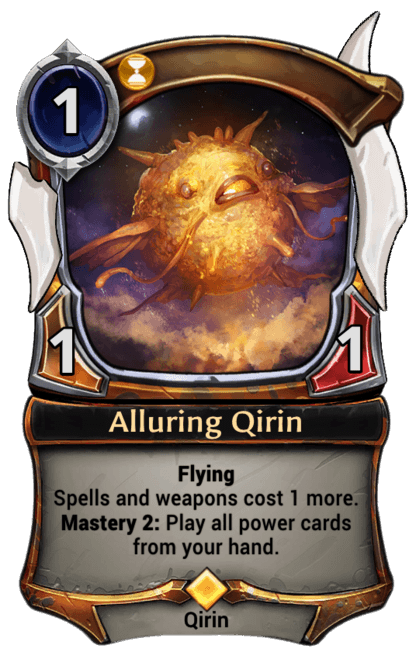 1
1
1
Alluring Qirin
Flying
Spells and weapons cost 1 more.
Mastery 2: Play all power cards
from your hand.
Qirin